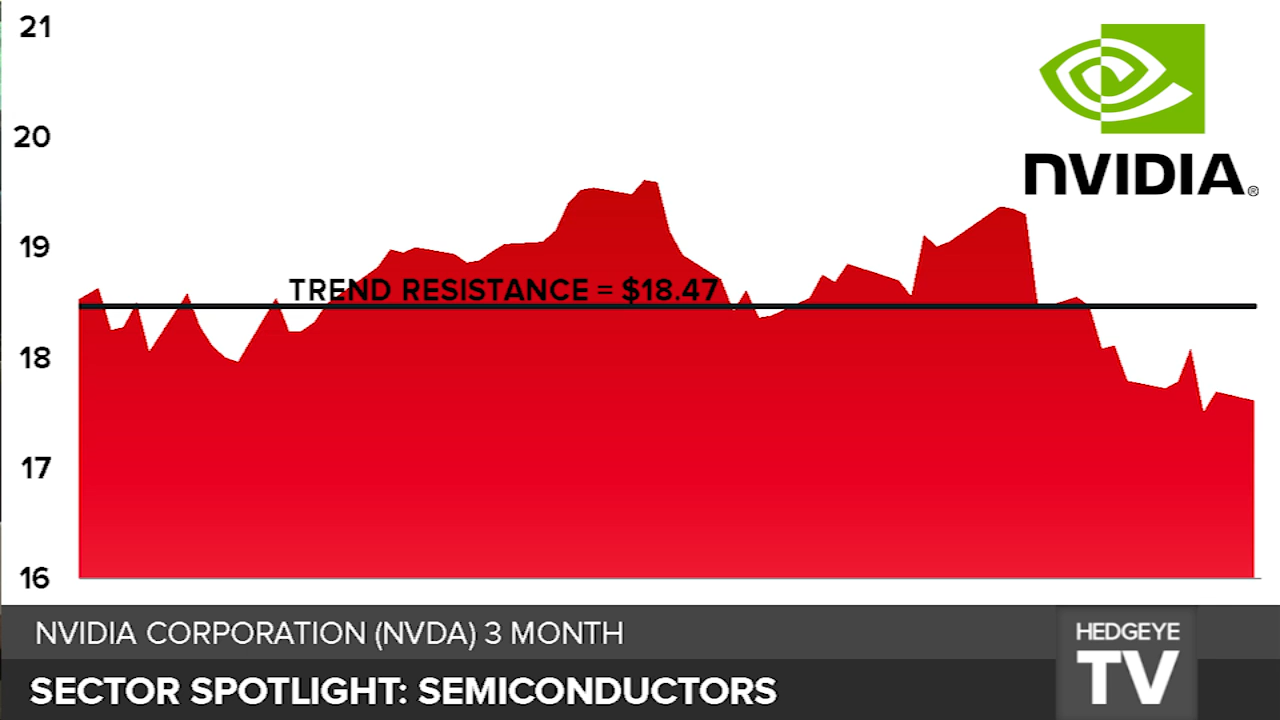 21
20
19
18
17
16
NVIDIA®
TREND RESISTANCE = $18.47
NVIDIA CORPORATION (NVDA) 3 MONTH
SECTOR SPOTLIGHT: SEMICONDUCTORS
HEDGEYE
TV